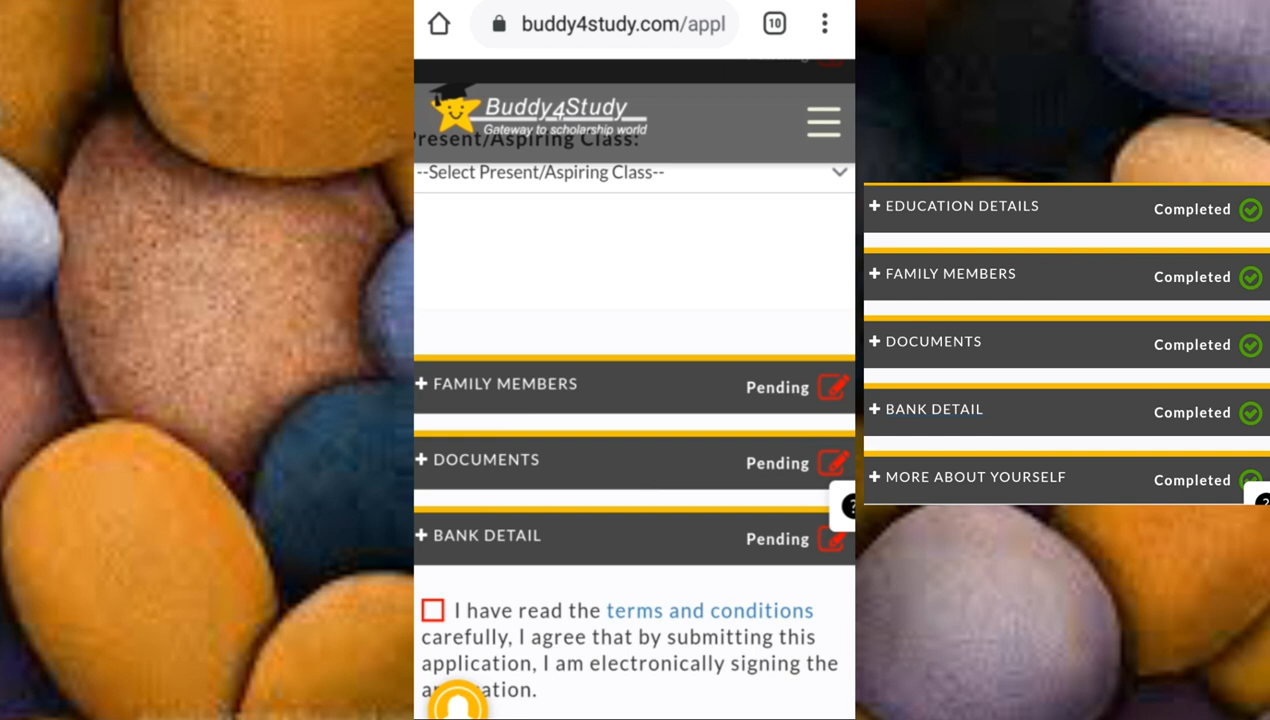 buddy4study.com/appl
10
Buddy4Study
Gateway to scholarship world
Present/Aspiring Class:
--Select Present/Aspiring Class--
+ FAMILY MEMBERS Pending
+ DOCUMENTS Pending
?
+ BANK DETAIL Pending
I have read the terms and conditions
carefully, I agree that by submitting this
application, I am electronically signing the
+ EDUCATION DETAILS Completed
+ FAMILY MEMBERS Completed
+ DOCUMENTS Completed
+ BANK DETAIL Completed
+ MORE ABOUT YOURSELF Completed
?